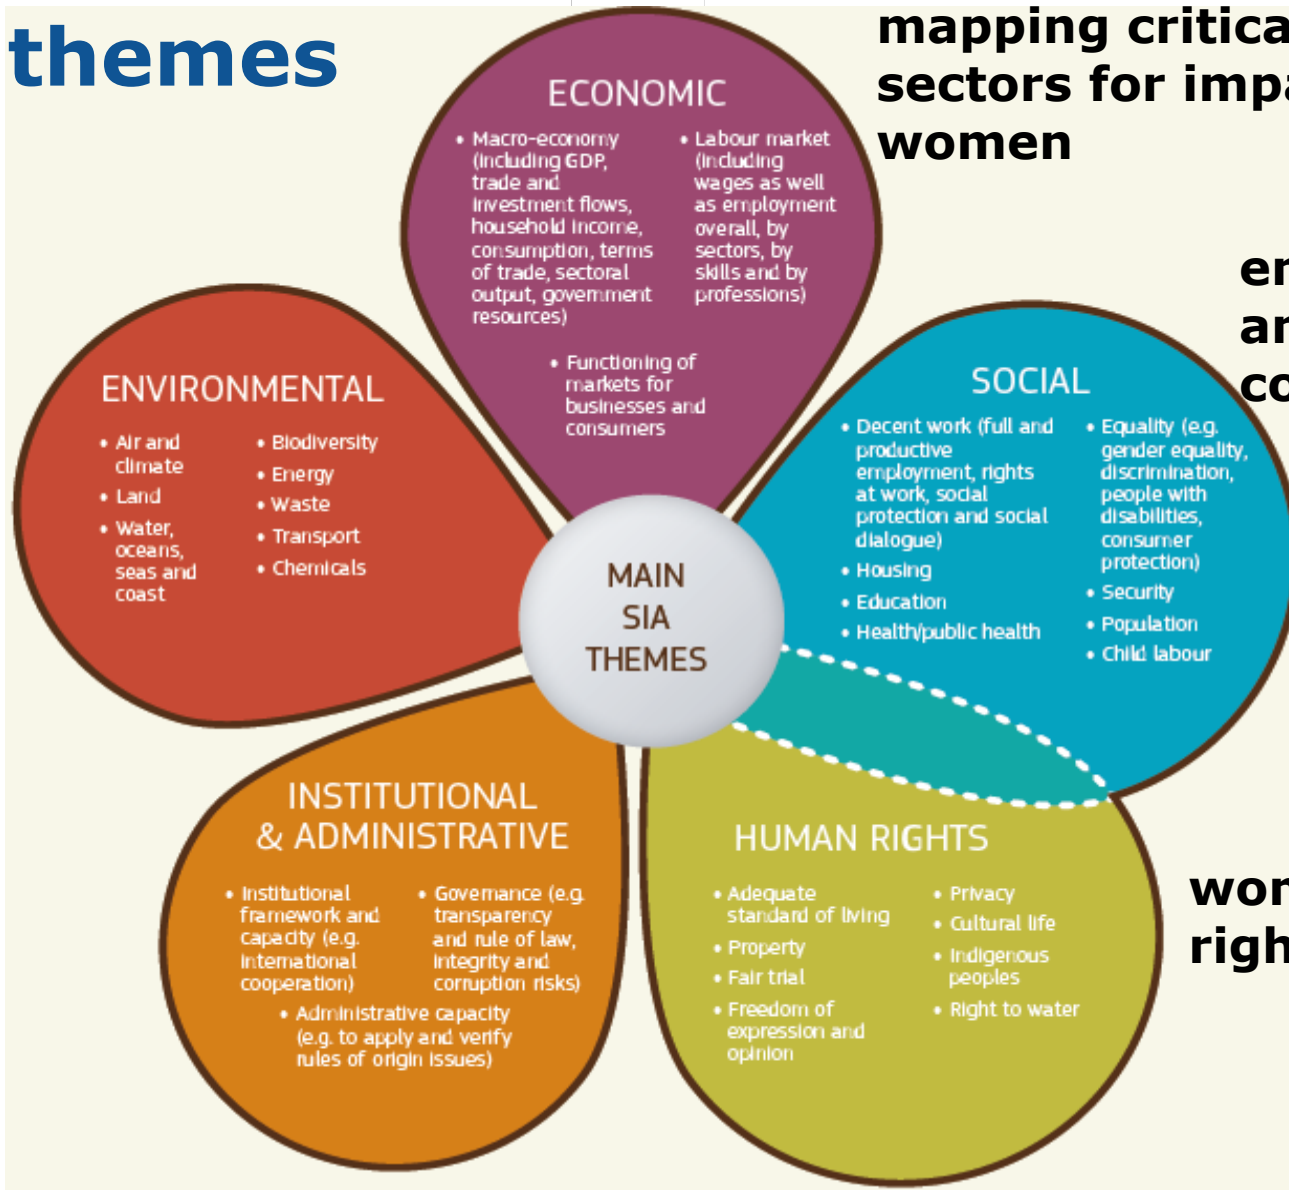 themes
mapping critica
sectors for impa
women
en
an
co
won
righ
ECONOMIC
• Macro-economy
(including GDP,
trade and
investment flows,
household income,
consumption, terms
of trade, sectoral
output, government
resources)
• Labour market
(including
wages as well
as employment
overall, by
sectors, by
skills and by
professions)
• Functioning of
markets for
businesses and
consumers
ENVIRONMENTAL
• Air and
climate
• Land
• Water,
oceans,
seas and
coast
• Biodiversity
• Energy
• Waste
• Transport
• Chemicals
SOCIAL
• Decent work (full and
productive
employment, rights
at work, social
protection and social
dialogue)
• Housing
• Education
• Health/public health
• Equality (e.g.
gender equality,
discrimination,
people with
disabilities,
consumer
protection)
• Security
• Population
• Child labour
MAIN
SIA
THEMES
INSTITUTIONAL
& ADMINISTRATIVE
• Institutional
framework and
capacity (e.g.
international
cooperation)
• Governance (e.g.
transparency
and rule of law,
integrity and
corruption risks)
• Administrative capacity
(e.g. to apply and verify
rules of origin issues)
HUMAN RIGHTS
• Adequate
standard of living
• Property
• Fair trial
• Freedom of
expression and
opinion
• Privacy
• Cultural life
• Indigenous
peoples
• Right to water